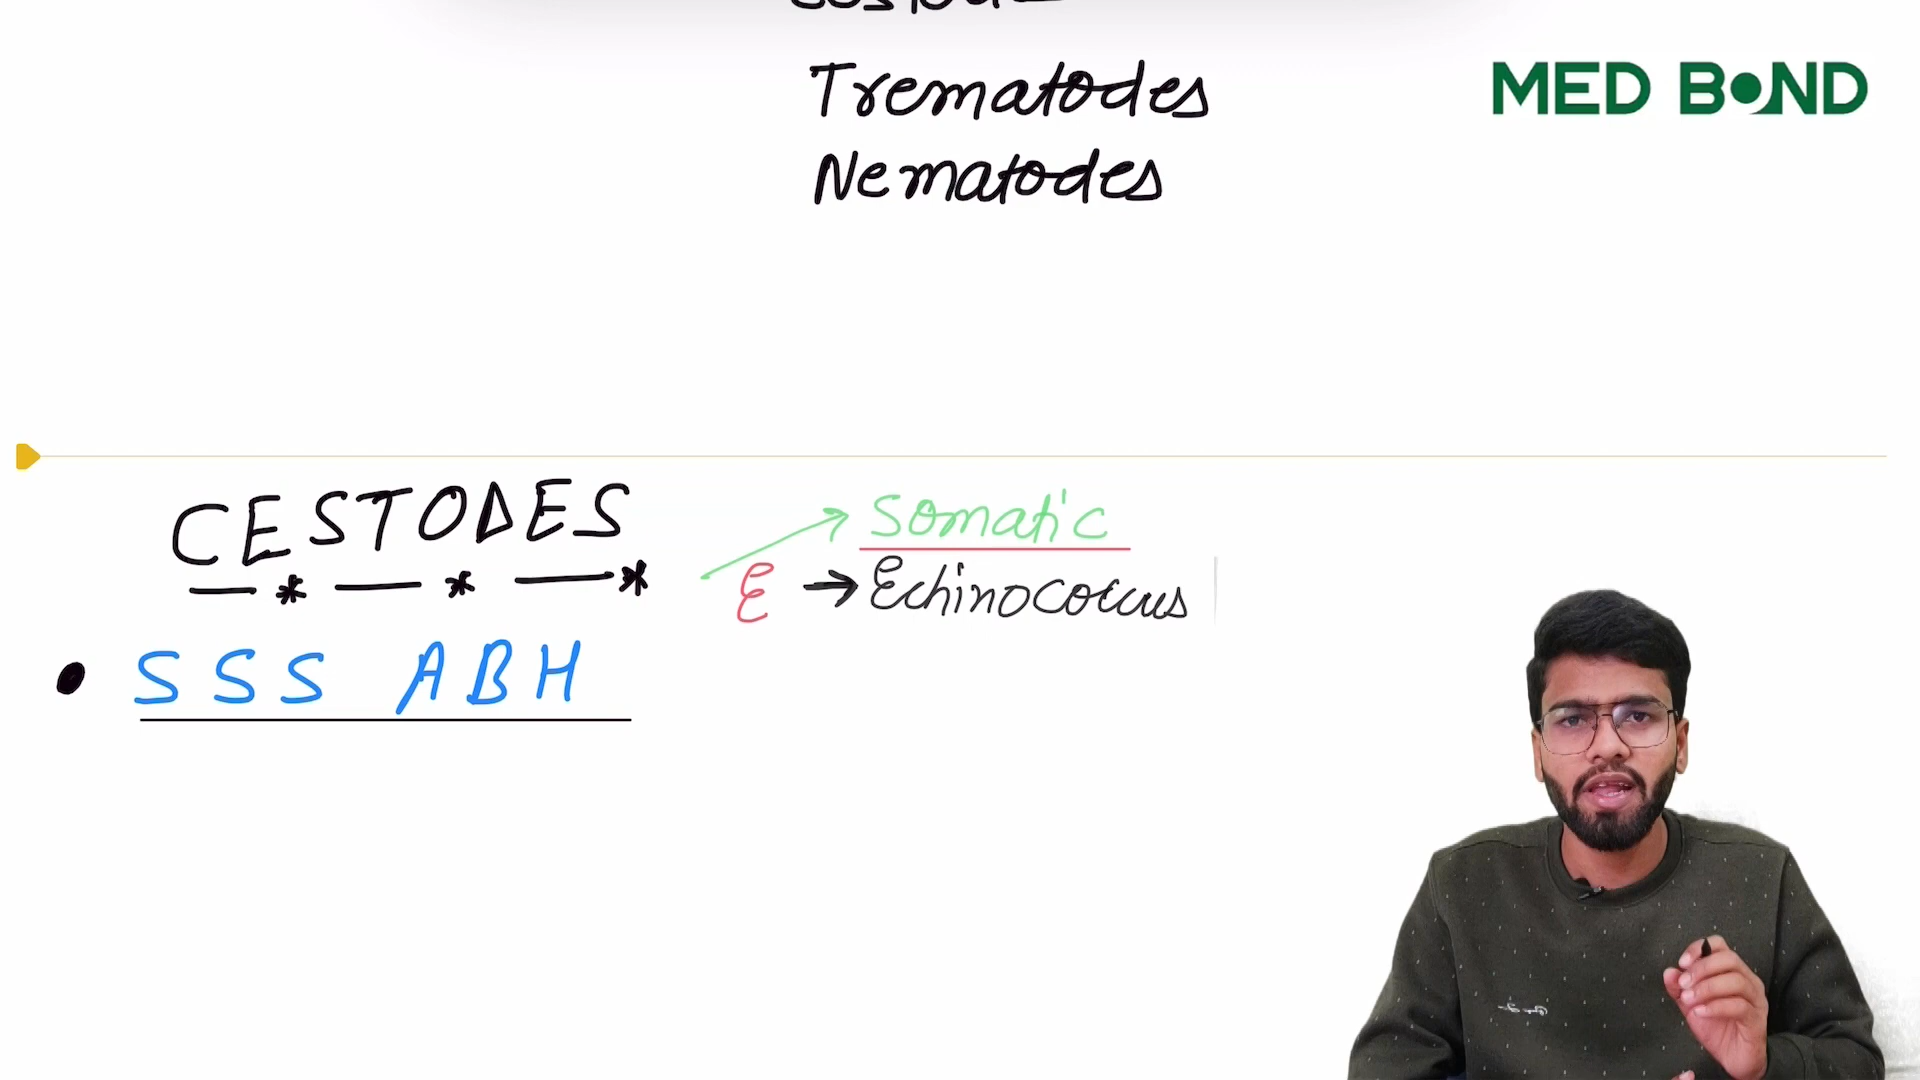 Trematodes
MED BOND
Nematodes
CESTODES
Somatic
E → Echinococcus
• SSS ABH